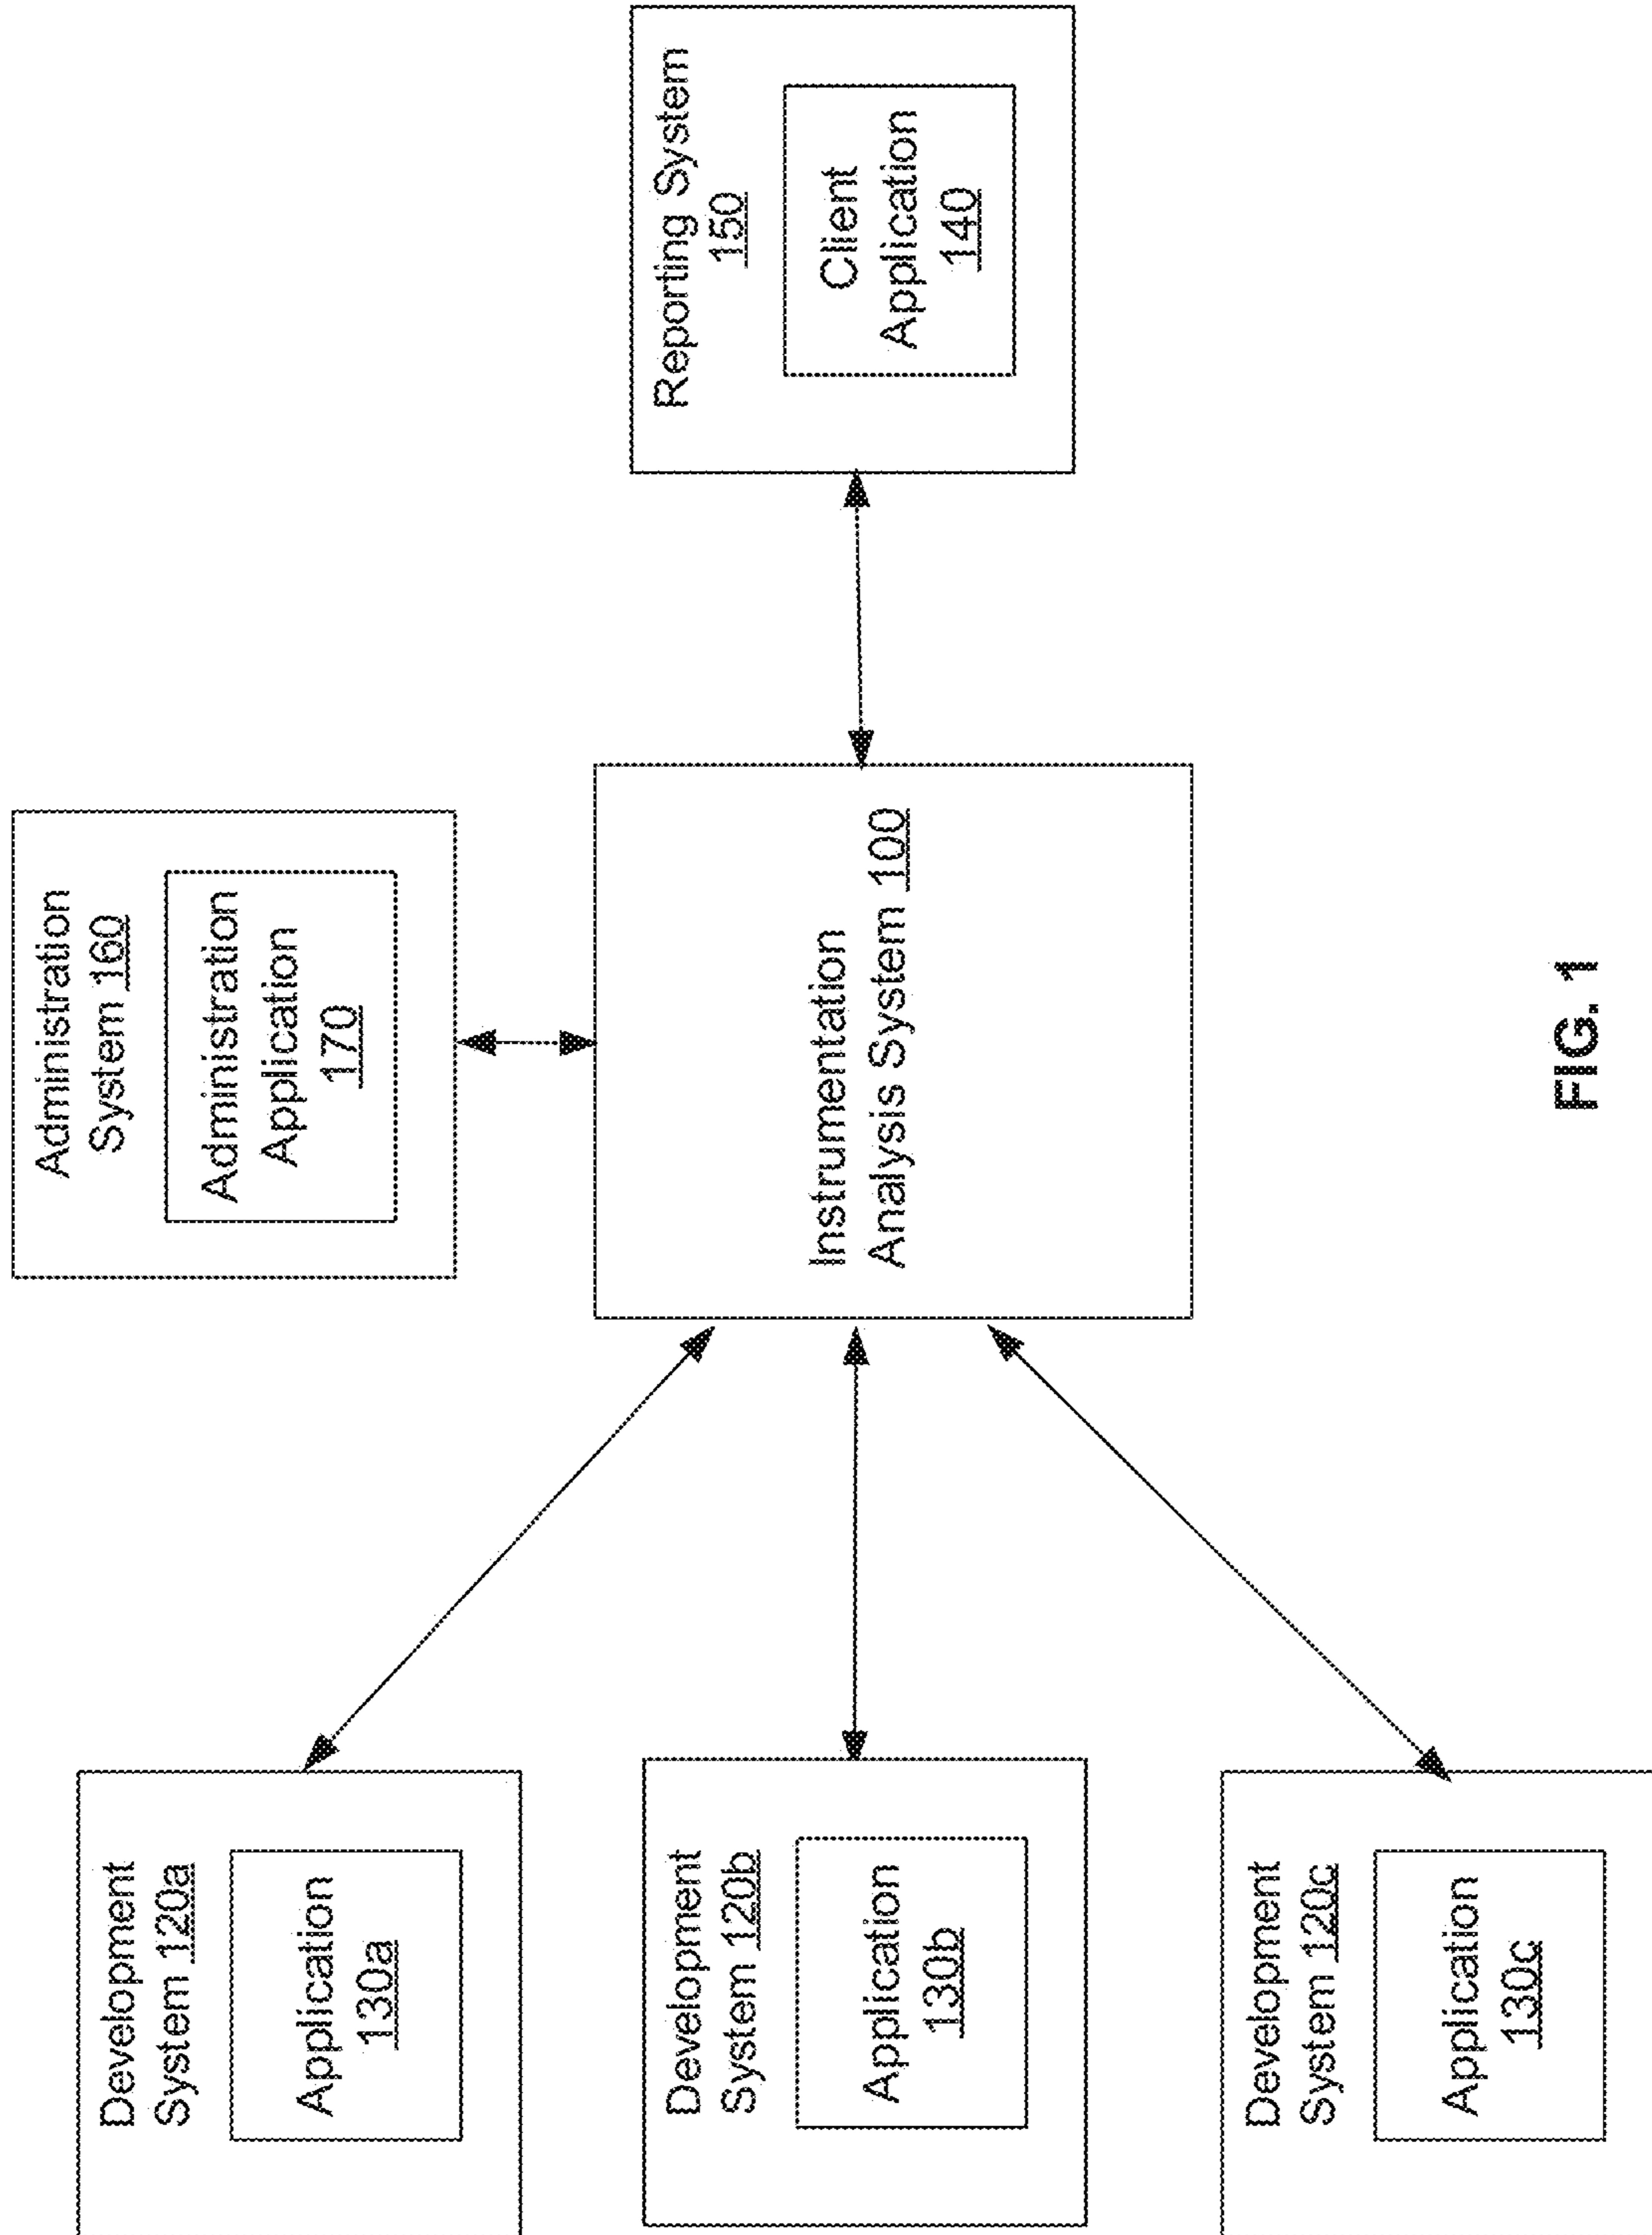 Administration
System 160
Administration
Application
170
Development
System 120a
Application
130a
Development
System 120b
Application
130b
Development
System 120c
Application
130c
Instrumentation
Analysis System 100
Reporting System
150
Client
Application
140
FIG. 1